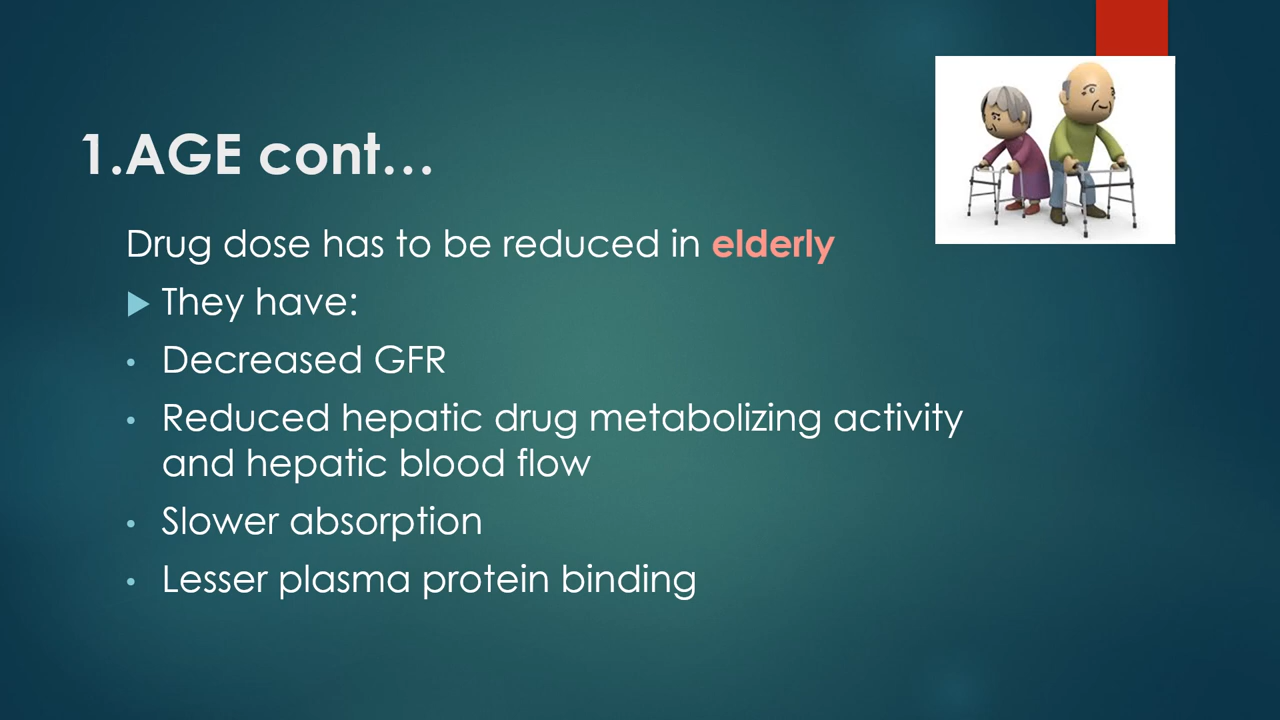 1.AGE cont…
Drug dose has to be reduced in elderly
They have:
Decreased GFR
Reduced hepatic drug metabolizing activity
and hepatic blood flow
Slower absorption
Lesser plasma protein binding